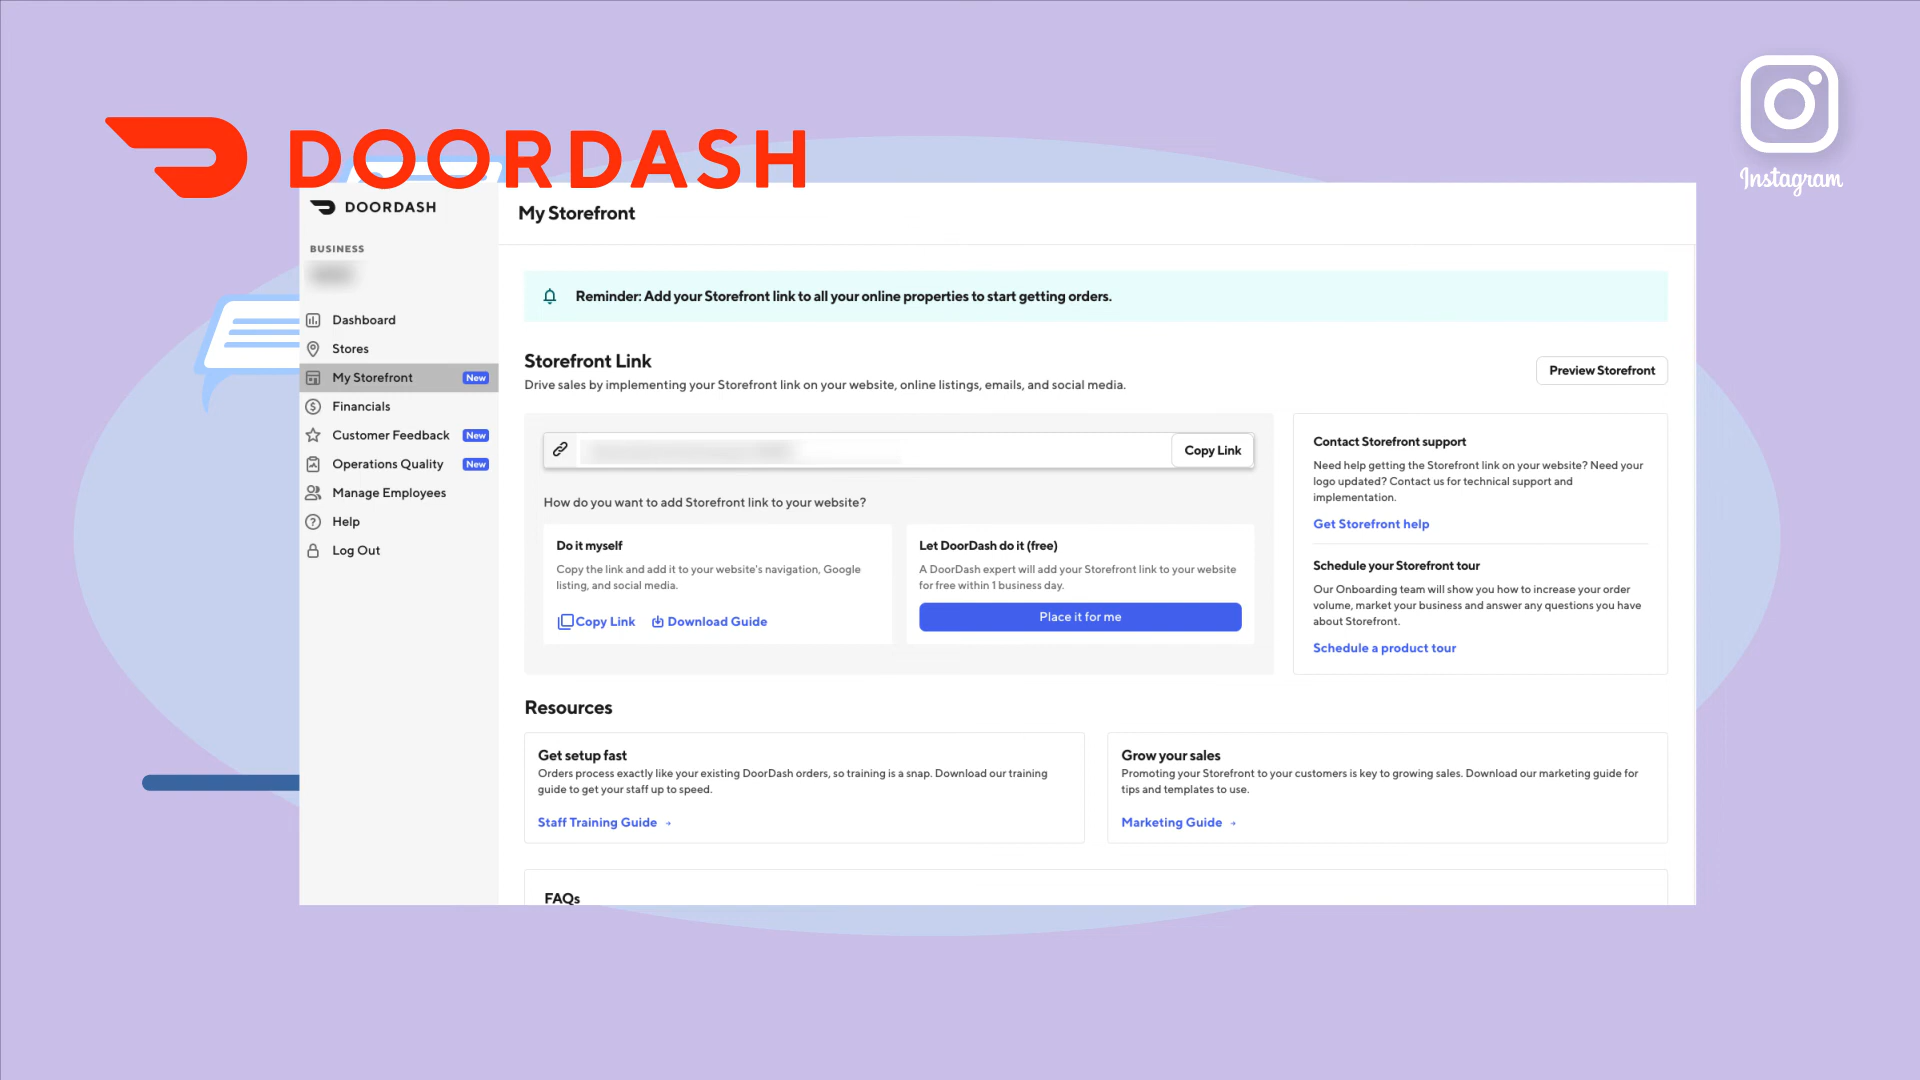 DOORDASH
Instagram
DOORDASH
BUSINESS
Dashboard
Stores
My Storefront New
Financials
Customer Feedback New
Operations Quality New
Manage Employees
Help
Log Out
My Storefront
Reminder: Add your Storefront link to all your online properties to start getting orders.
Storefront Link
Drive sales by implementing your Storefront link on your website, online listings, emails, and social media.
Preview Storefront
Copy Link
How do you want to add Storefront link to your website?
Do it myself
Copy the link and add it to your website's navigation, Google
listing, and social media.
Copy Link Download Guide
Let DoorDash do it (free)
A DoorDash expert will add your Storefront link to your website
for free within 1 business day.
Place it for me
Contact Storefront support
Need help getting the Storefront link on your website? Need your
logo updated? Contact us for technical support and
implementation.
Get Storefront help
Schedule your Storefront tour
Our Onboarding team will show you how to increase your order
volume, market your business and answer any questions you have
about Storefront.
Schedule a product tour
Resources
Get setup fast
Orders process exactly like your existing DoorDash orders, so training is a snap. Download our training
guide to get your staff up to speed.
Staff Training Guide
Grow your sales
Promoting your Storefront to your customers is key to growing sales. Download our marketing guide for
tips and templates to use.
Marketing Guide
FAQs